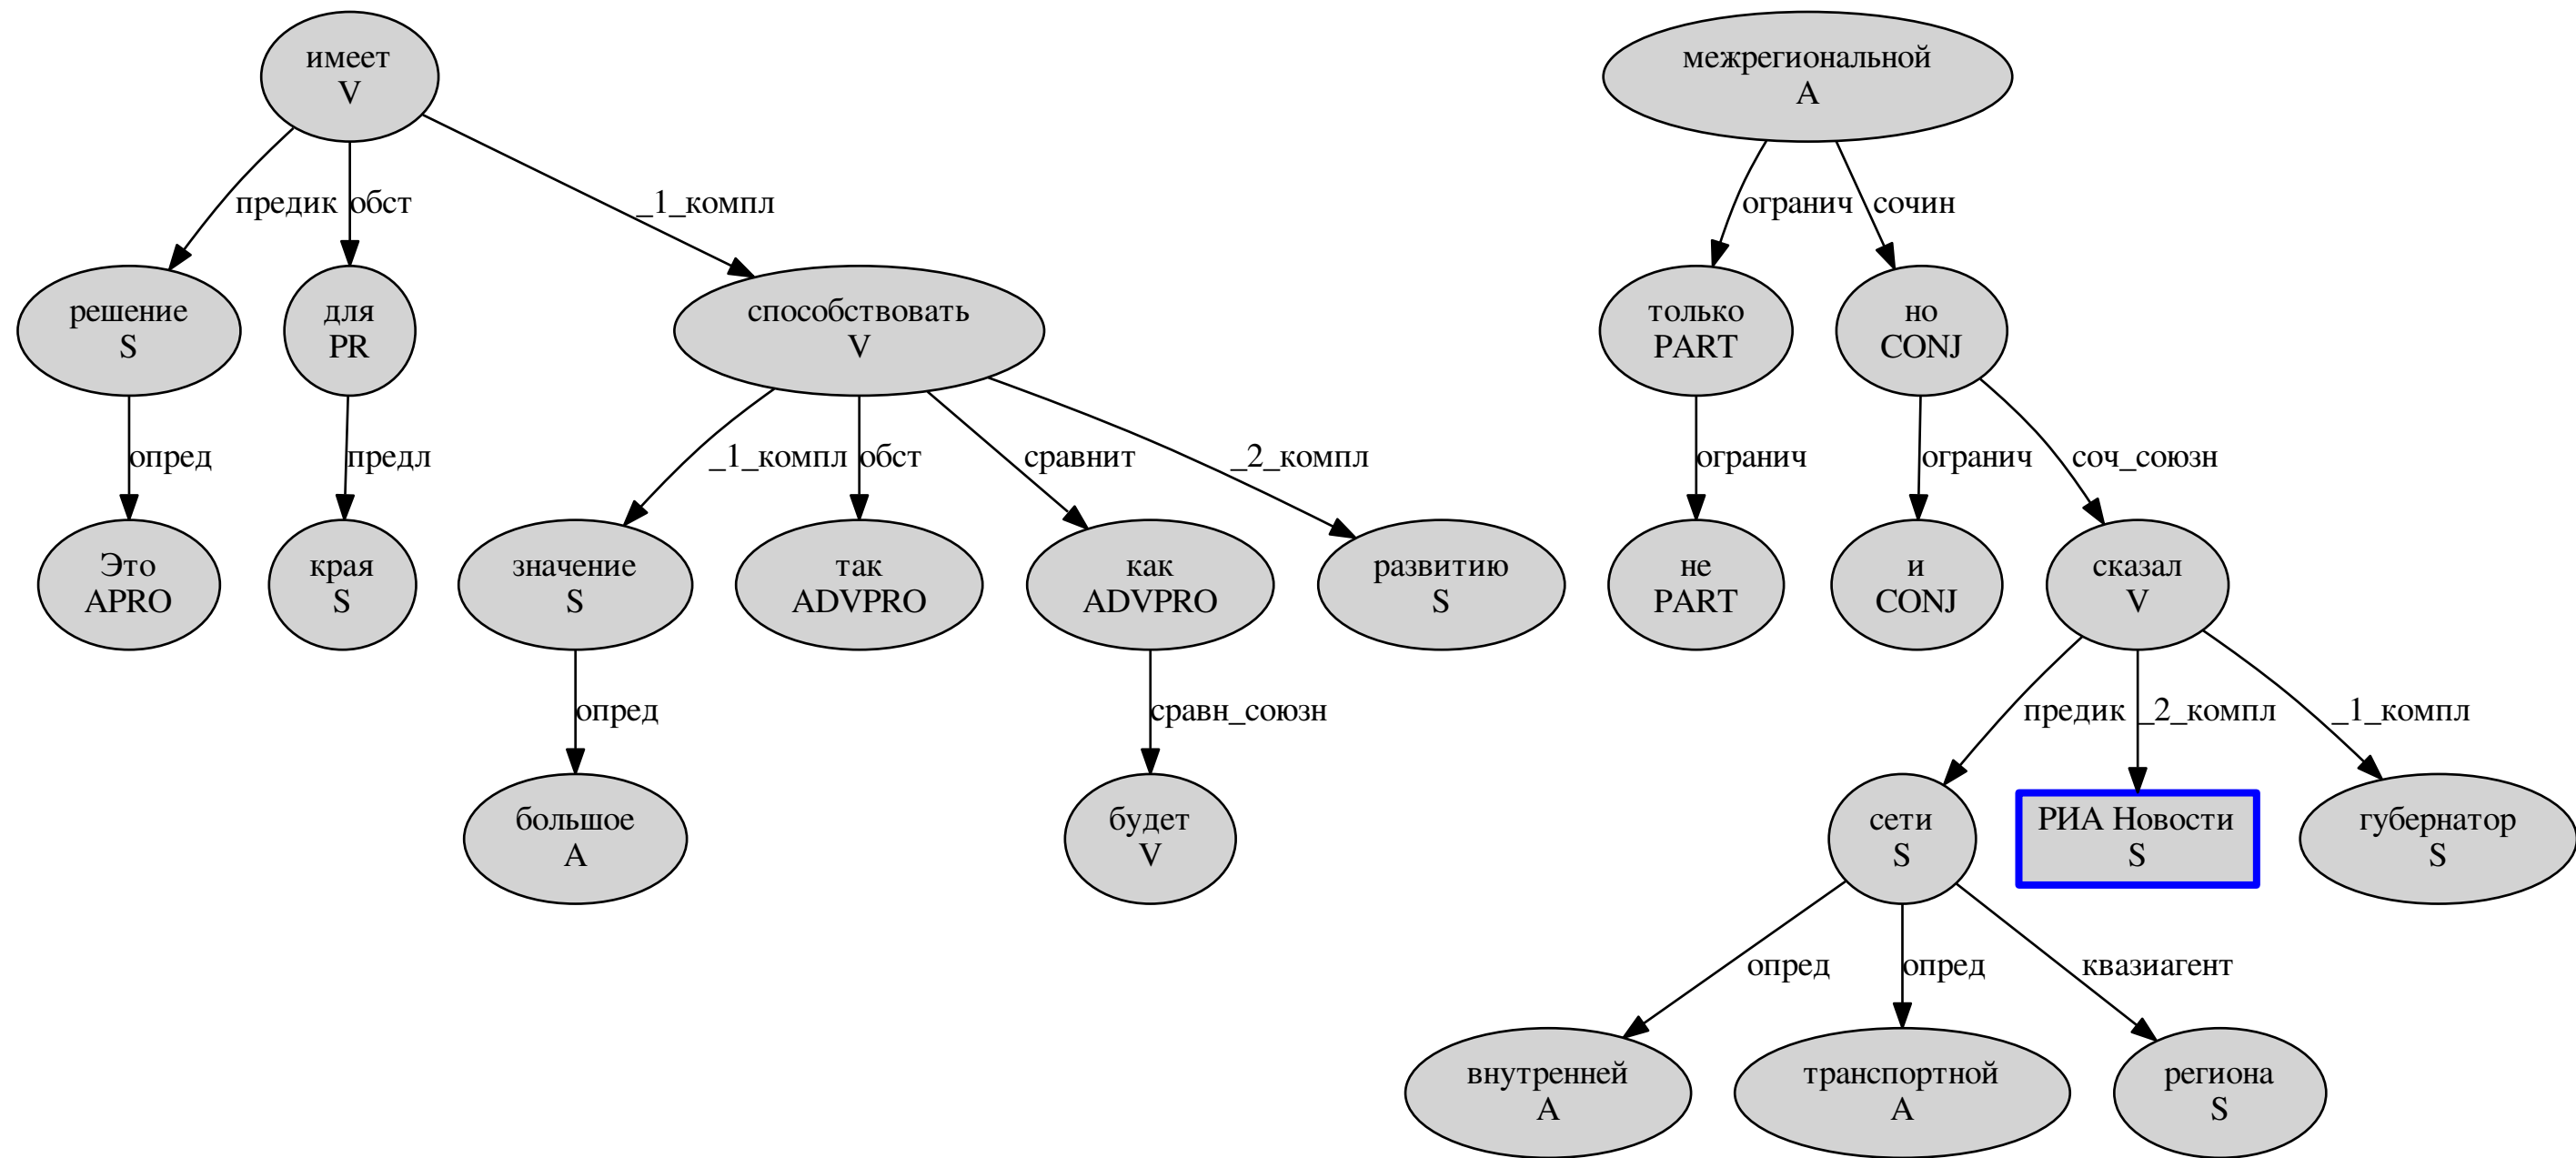 имеет
V
межрегиональной
A
предик
обст
_1_компл
огранич
сочин
решение
S
для
PR
способствовать
V
только
PART
но
CONJ
опред
предл
_1_компл
обст
сравнит
_2_компл
огранич
огранич
соч_союзн
Это
APRO
края
S
значение
S
так
ADVPRO
как
ADVPRO
развитию
S
не
PART
и
CONJ
сказал
V
опред
сравн_союзн
предик
_2_компл
_1_компл
большое
A
будет
V
сети
S
РИА Новости
S
губернатор
S
опред
опред
квазиагент
внутренней
A
транспортной
A
региона
S